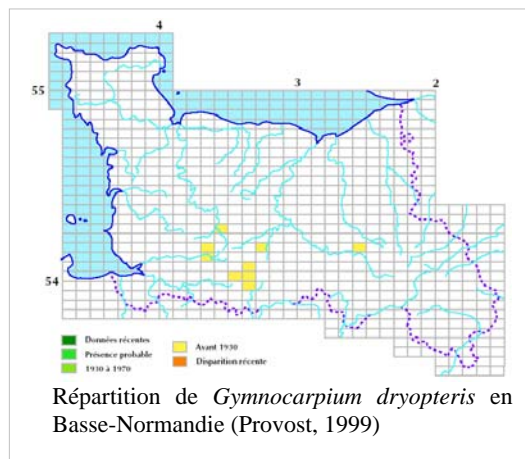 4
55
3
2
54
Données récentes
Présence probable
1930 à 1970
Avant 1930
Disparition récente
Répartition de Gymnocarpium dryopteris en
Basse-Normandie (Provost, 1999)